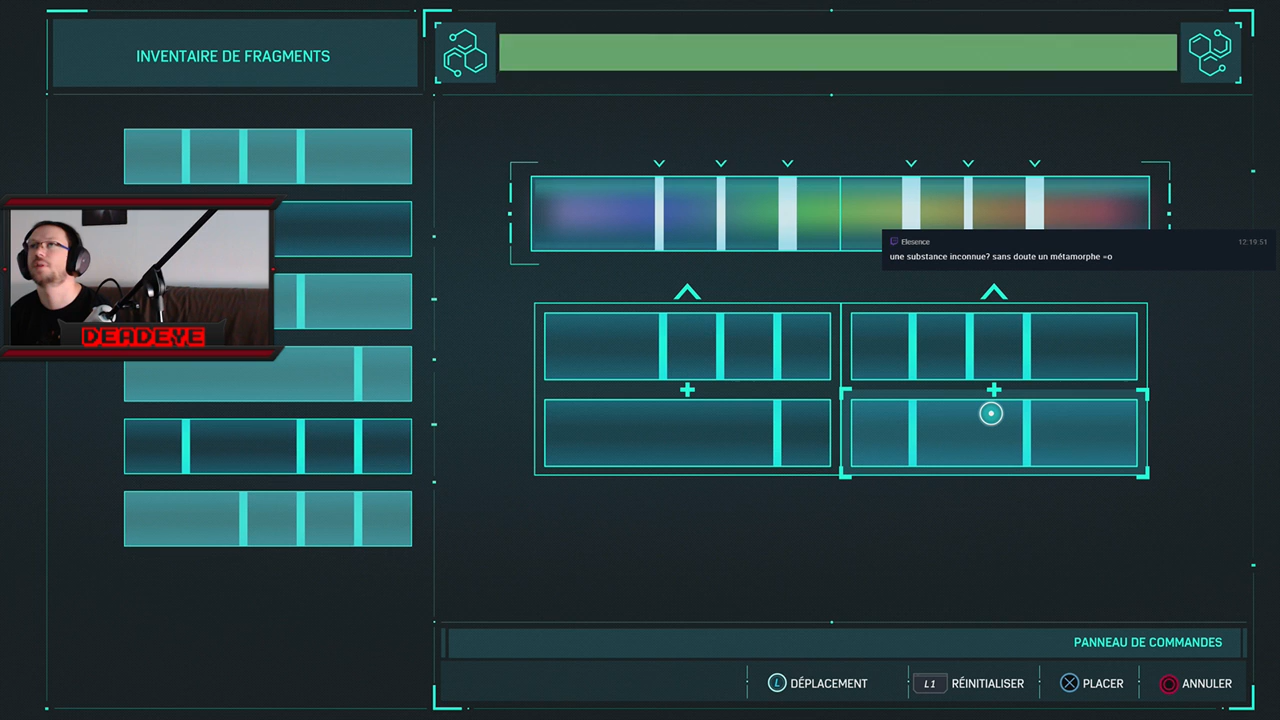 INVENTAIRE DE FRAGMENTS
Elesence 12:19:51
une substance inconnue? sans doute un métamorphe =o
DEADEYE
PANNEAU DE COMMANDES
L DÉPLACEMENT
L1 RÉINITIALISER
PLACER
ANNULER